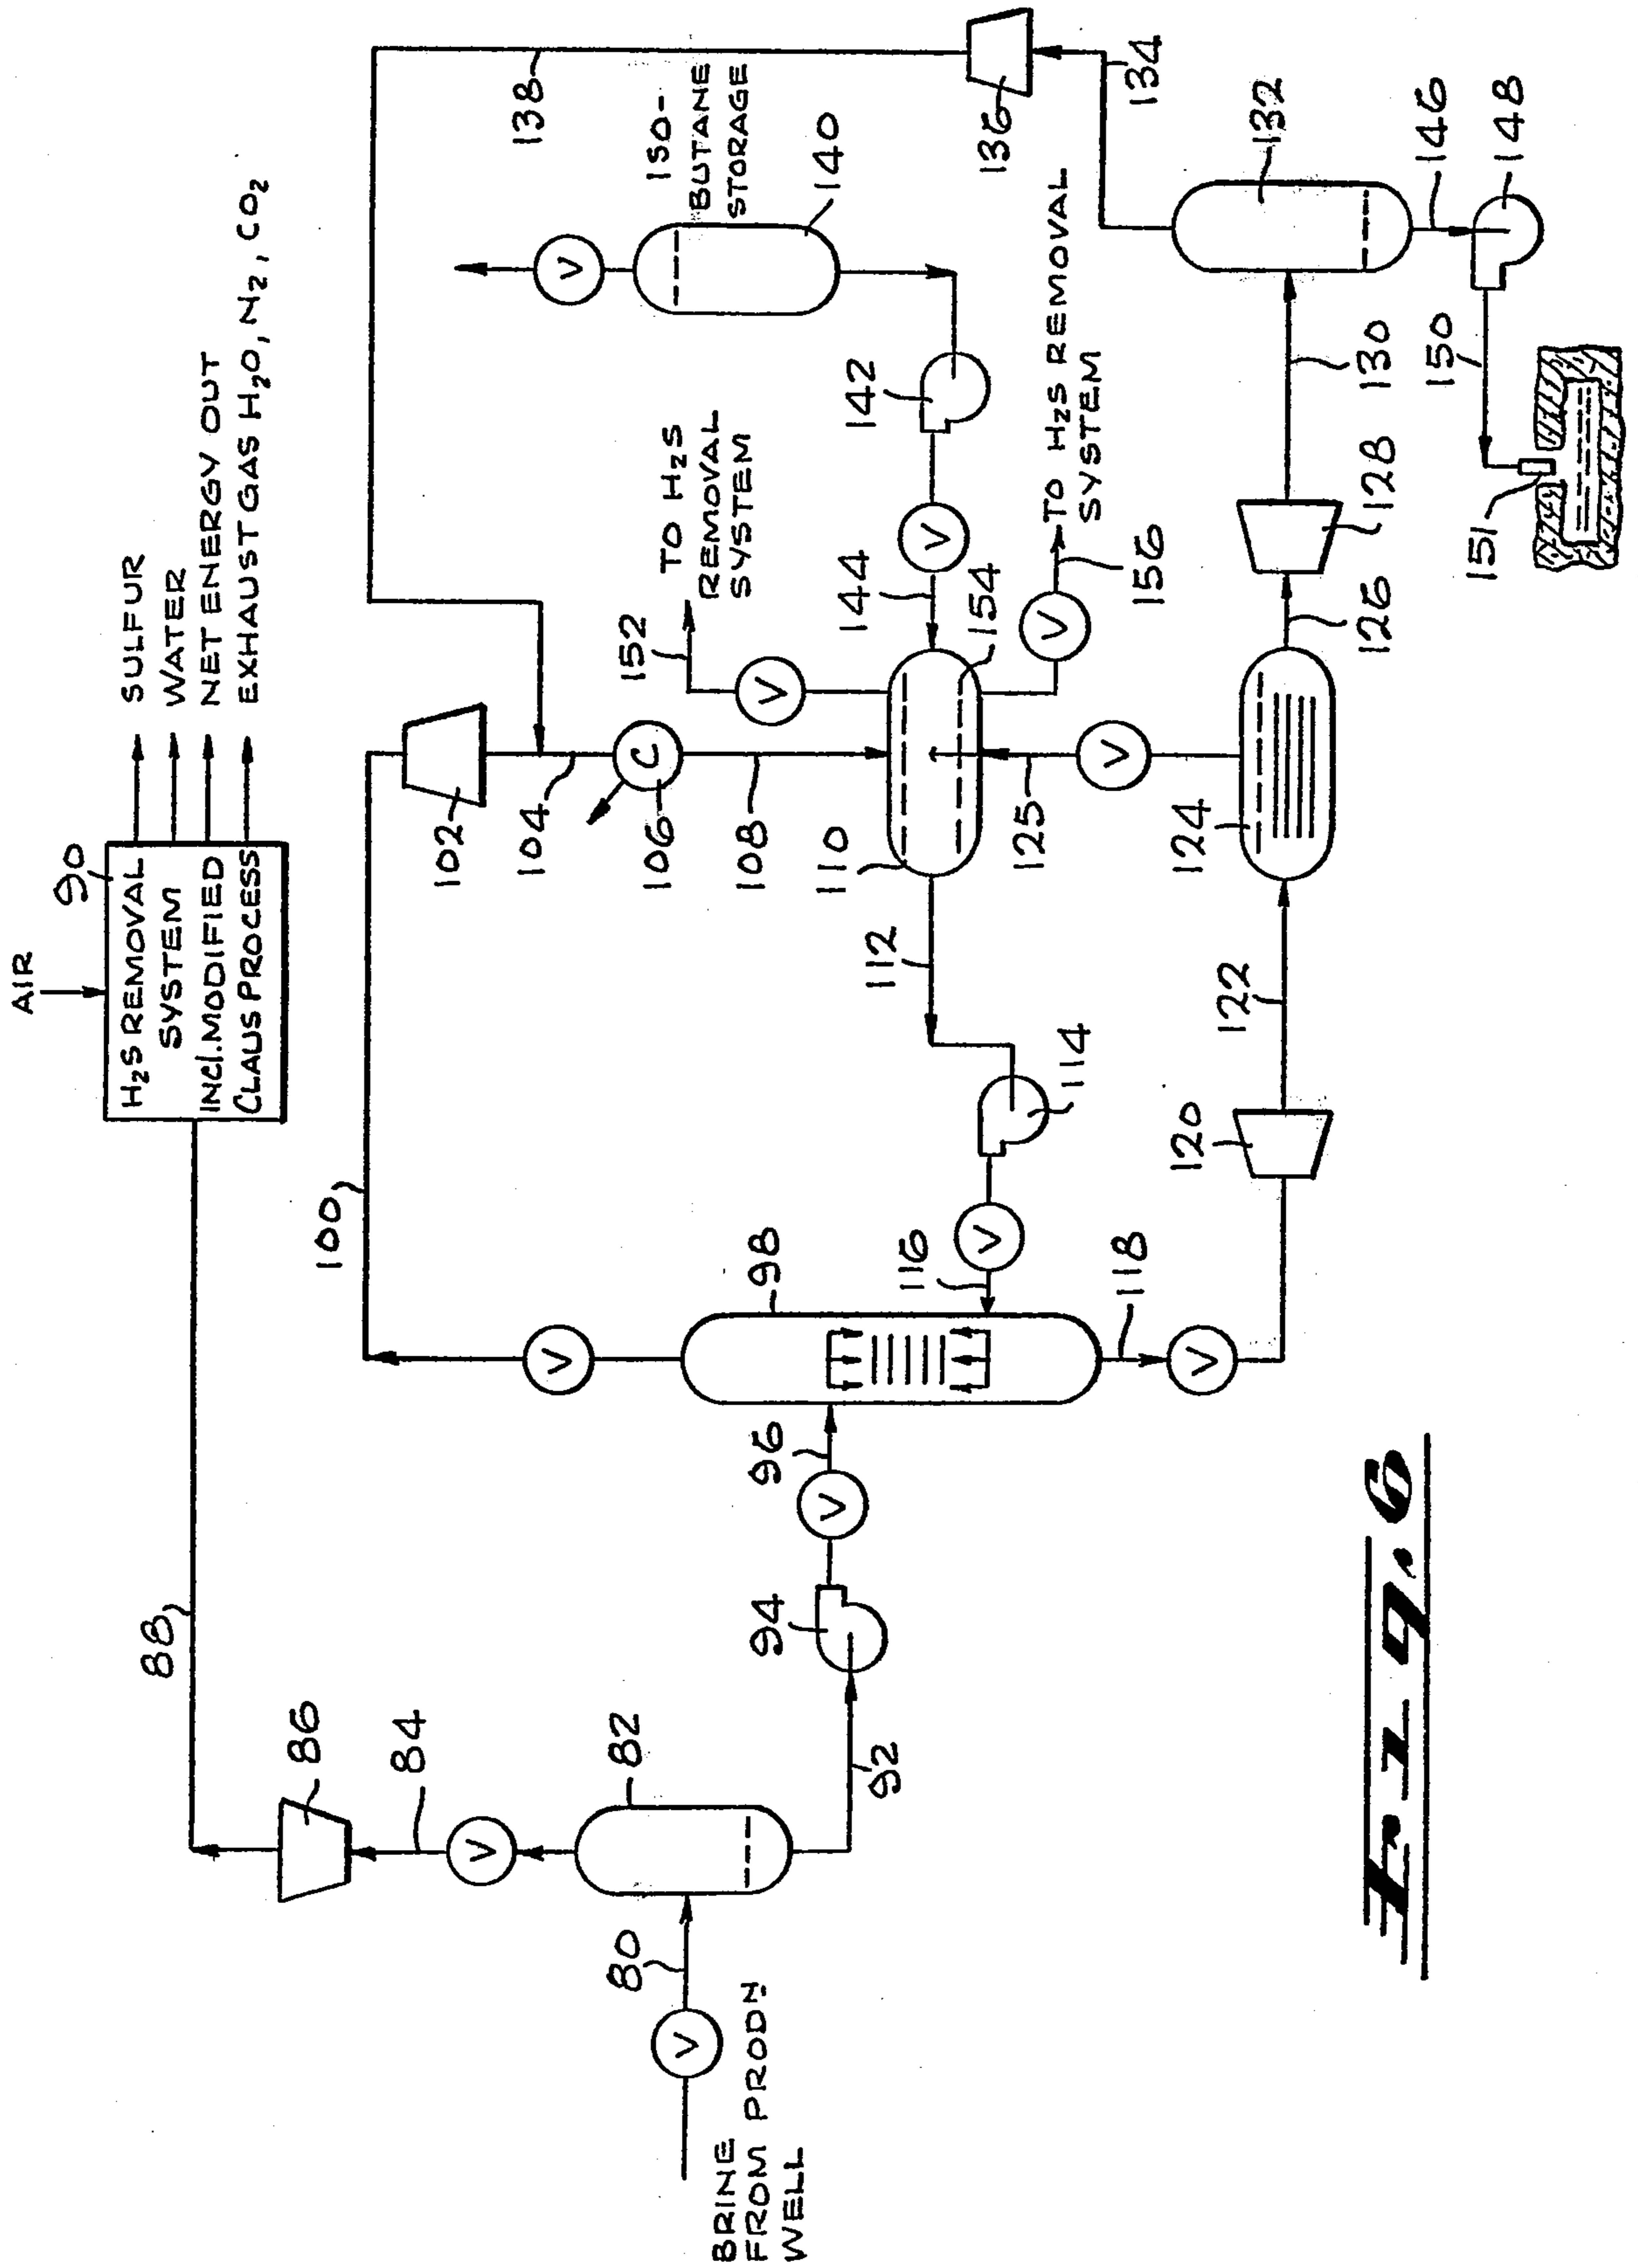 AIR
90
H₂S REMOVAL
SYSTEM
INCL. MODIFIED
CLAUS PROCESS
SULFUR
WATER
NET ENERGY OUT
EXHAUST GAS H₂O, N₂, CO₂
88
86
84
V
82
80
V
BRINE
FROM PRODN
WELL
92
94
V
96
98
V
100
102
104
C
106
108
110
112
114
V
116
118
V
120
122
124
V
125
126
128
130
132
134
136
138
ISO-
BUTANE
STORAGE
140
V
142
V
144
152
V
TO H₂S
REMOVAL
SYSTEM
154
V
156
TO H₂S REMOVAL
SYSTEM
146
148
150
151
Fig. 6